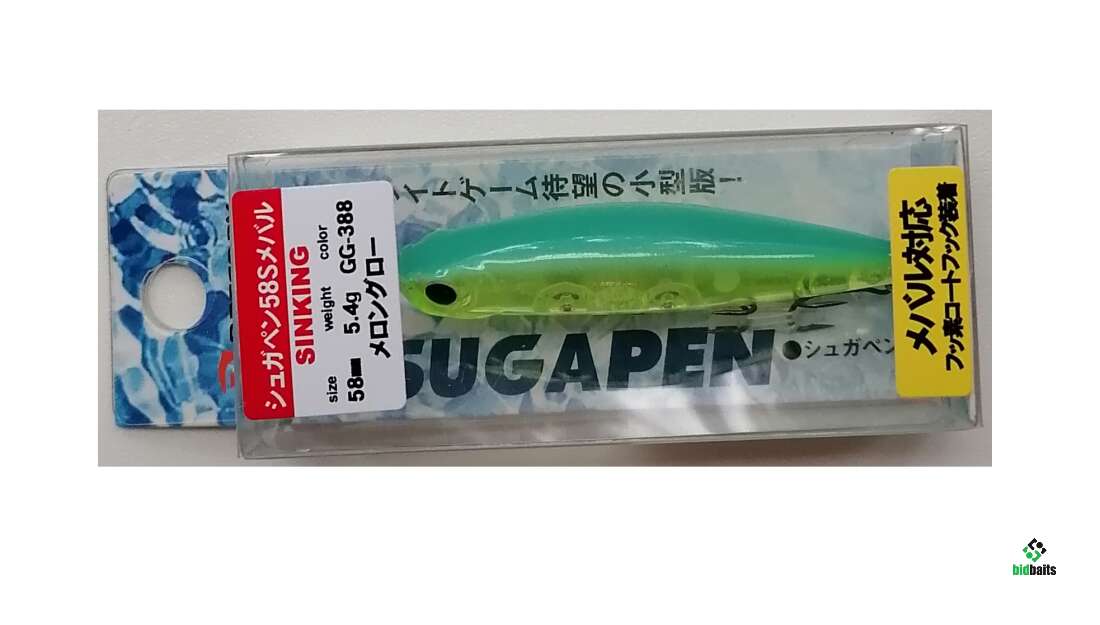 イトゲーム待望の小型版!
シュガペン58Sメバル
SINKING
size weight color
58㎜ 5.4g GG-388
メロングロー
SUGAPEN
●シュガペン
メバル対応
フッ素コートフック装着
bidbaits